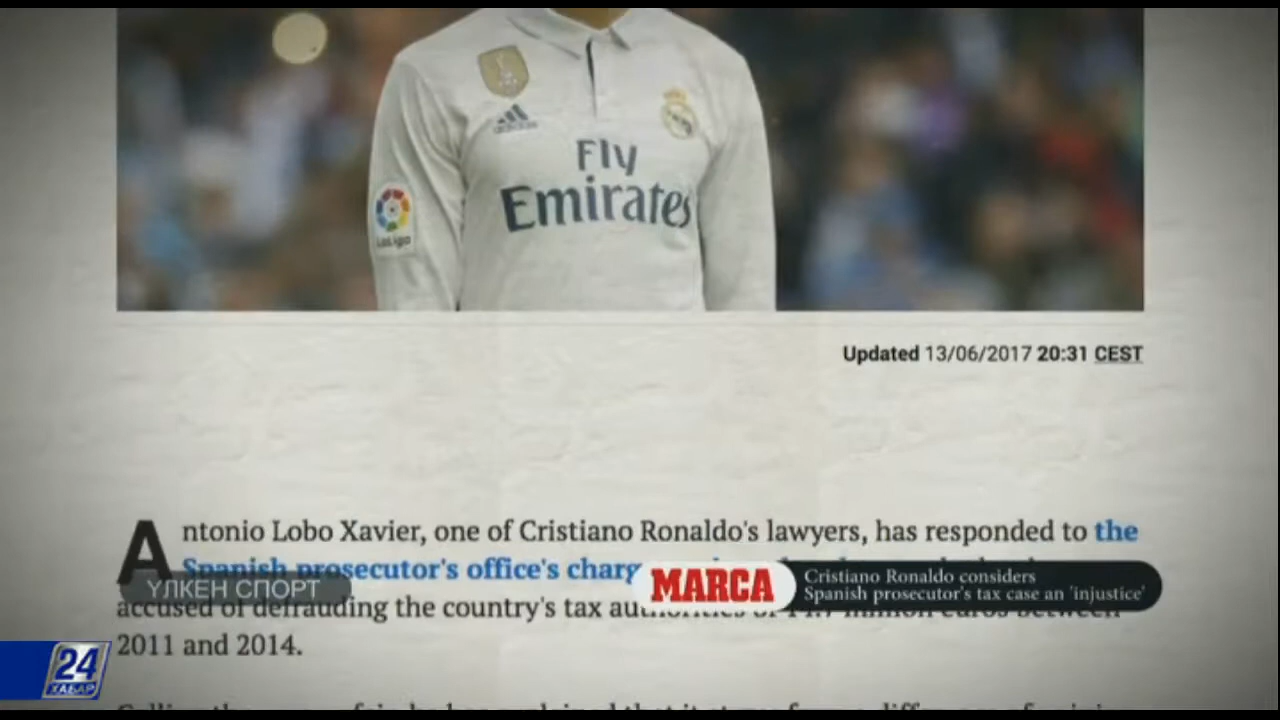 Fly
Emirates
adidas
LaLiga
Updated 13/06/2017 20:31 CEST
Antonio Lobo Xavier, one of Cristiano Ronaldo's lawyers, has responded to the
Spanish prosecutor's office's
accused of defrauding the country's tax
2011 and 2014.
ҮЛКЕН СПОРТ
MARCA
Cristiano Ronaldo considers
Spanish prosecutor's tax case an 'injustice'
24
ХАБАР